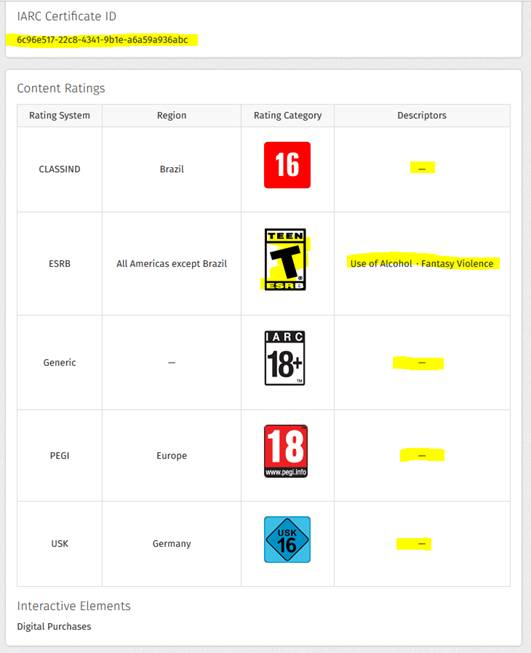 IARC Certificate ID
6c96e517-22c8-4341-9b1e-a6a59a936abc
Content Ratings
Rating System Region Rating Category Descriptors
CLASSIND Brazil 16 —
TEEN
ESRB All Americas except Brazil T Use of Alcohol · Fantasy Violence
ESRB
IARC
Generic — 18+ —
TM
PEGI Europe 18 —
www.pegi.info
USK
USK Germany 16 —
Interactive Elements
Digital Purchases